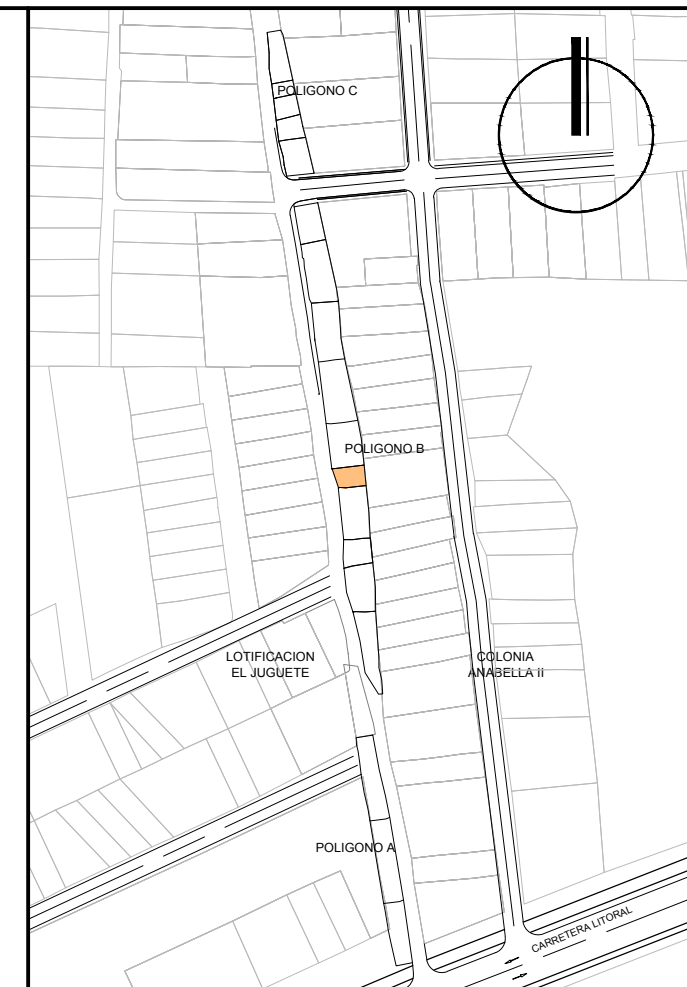 POLIGONO C
POLIGONO B
LOTIFICACION
EL JUGUETE
COLONIA
ANABELLA II
POLIGONO A
CARRETERA LITORAL